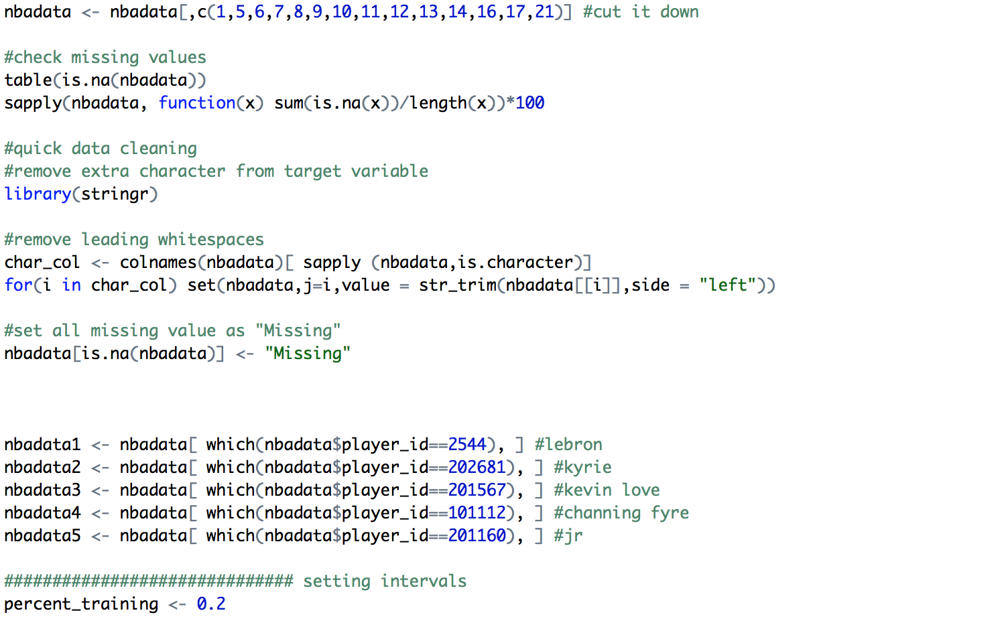 nbadata <- nbadata[,c(1,5,6,7,8,9,10,11,12,13,14,16,17,21)] #cut it down
#check missing values
table(is.na(nbadata))
sapply(nbadata, function(x) sum(is.na(x))/length(x))*100
#quick data cleaning
#remove extra character from target variable
library(stringr)
#remove leading whitespaces
char_col <- colnames(nbadata)[ sapply (nbadata,is.character)]
for(i in char_col) set(nbadata,j=i,value = str_trim(nbadata[[i]],side = "left"))
#set all missing value as "Missing"
nbadata[is.na(nbadata)] <- "Missing"
nbadata1 <- nbadata[ which(nbadata$player_id==2544), ] #lebron
nbadata2 <- nbadata[ which(nbadata$player_id==202681), ] #kyrie
nbadata3 <- nbadata[ which(nbadata$player_id==201567), ] #kevin love
nbadata4 <- nbadata[ which(nbadata$player_id==101112), ] #channing fyre
nbadata5 <- nbadata[ which(nbadata$player_id==201160), ] #jr
############################## setting intervals
percent_training <- 0.2